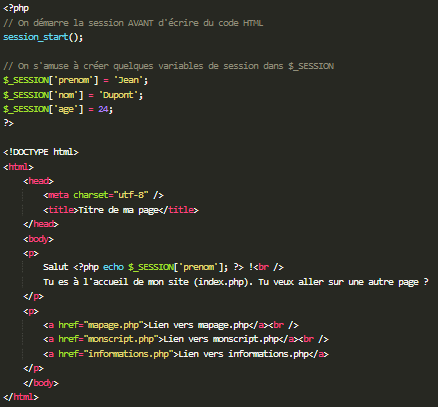 <?php
// On démarre la session AVANT d'écrire du code HTML
session_start();
// On s'amuse à créer quelques variables de session dans $_SESSION
$_SESSION['prenom'] = 'Jean';
$_SESSION['nom'] = 'Dupont';
$_SESSION['age'] = 24;
?>
<!DOCTYPE html>
<html>
<head>
<meta charset="utf-8" />
<title>Titre de ma page</title>
</head>
<body>
<p>
Salut <?php echo $_SESSION['prenom']; ?> !<br />
Tu es à l'accueil de mon site (index.php). Tu veux aller sur une autre page ?
</p>
<p>
<a href="mapage.php">Lien vers mapage.php</a><br />
<a href="monscript.php">Lien vers monscript.php</a><br />
<a href="informations.php">Lien vers informations.php</a>
</p>
</body>
</html>